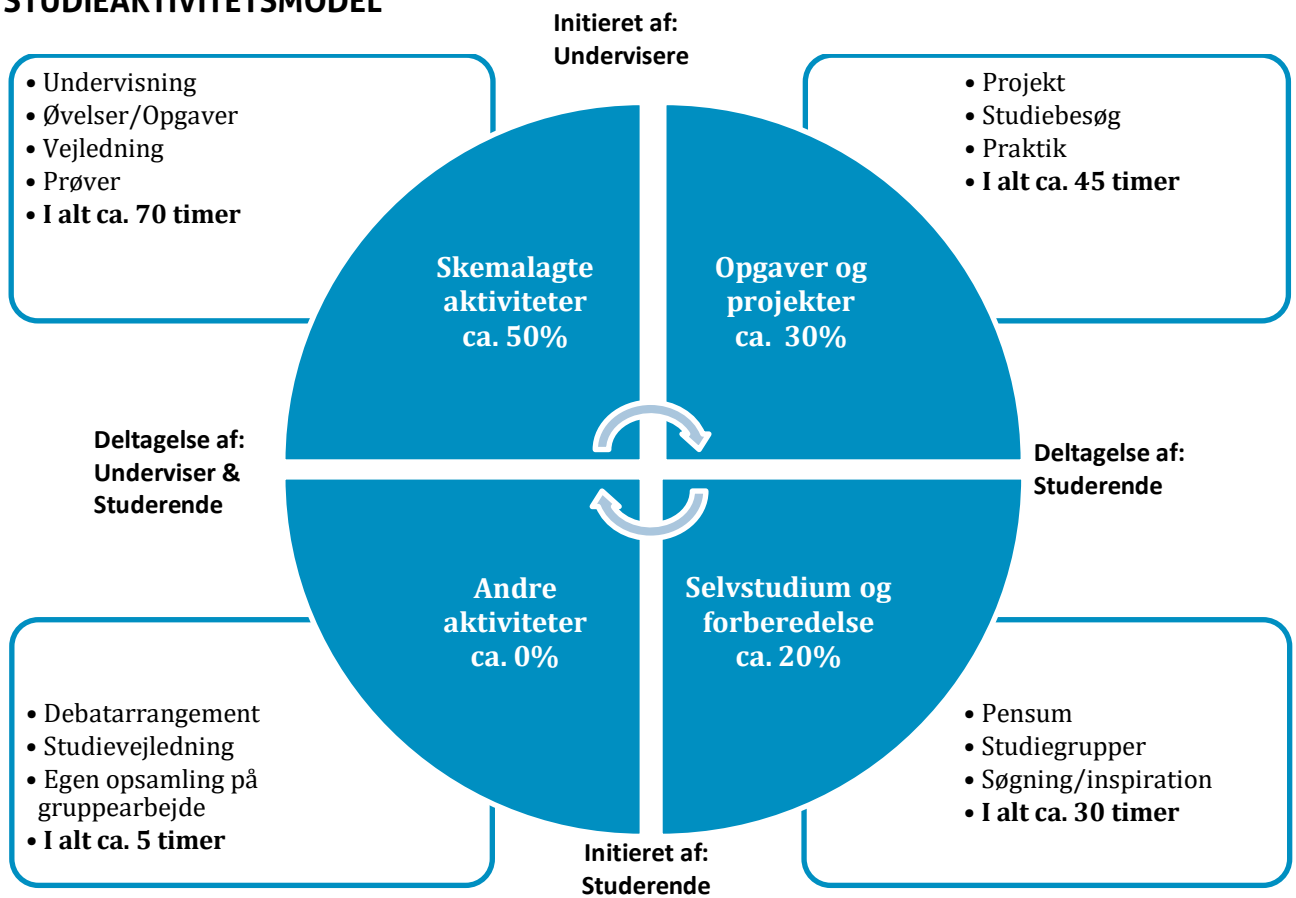 STUDIEAKTIVITETSMODEL
Initieret af:
Undervisere
• Undervisning
• Øvelser/Opgaver
• Vejledning
• Prøver
• I alt ca. 70 timer
• Projekt
• Studiebesøg
• Praktik
• I alt ca. 45 timer
Skemalagte
aktiviteter
ca. 50%
Opgaver og
projekter
ca. 30%
Deltagelse af:
Underviser &
Studerende
Deltagelse af:
Studerende
Andre
aktiviteter
ca. 0%
Selvstudium og
forberedelse
ca. 20%
• Debatarrangement
• Studievejledning
• Egen opsamling på
gruppearbejde
• I alt ca. 5 timer
• Pensum
• Studiegrupper
• Søgning/inspiration
• I alt ca. 30 timer
Initieret af:
Studerende